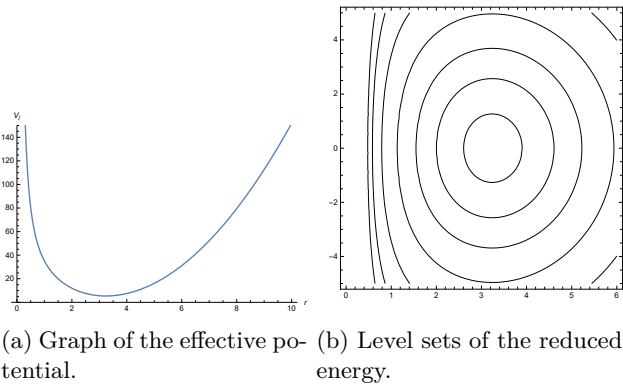 V_j
140
120
100
80
60
40
20
0 2 4 6 8 10 r
4
2
0
−2
−4
0 1 2 3 4 5 6
(a) Graph of the effective po-
tential.
(b) Level sets of the reduced
energy.